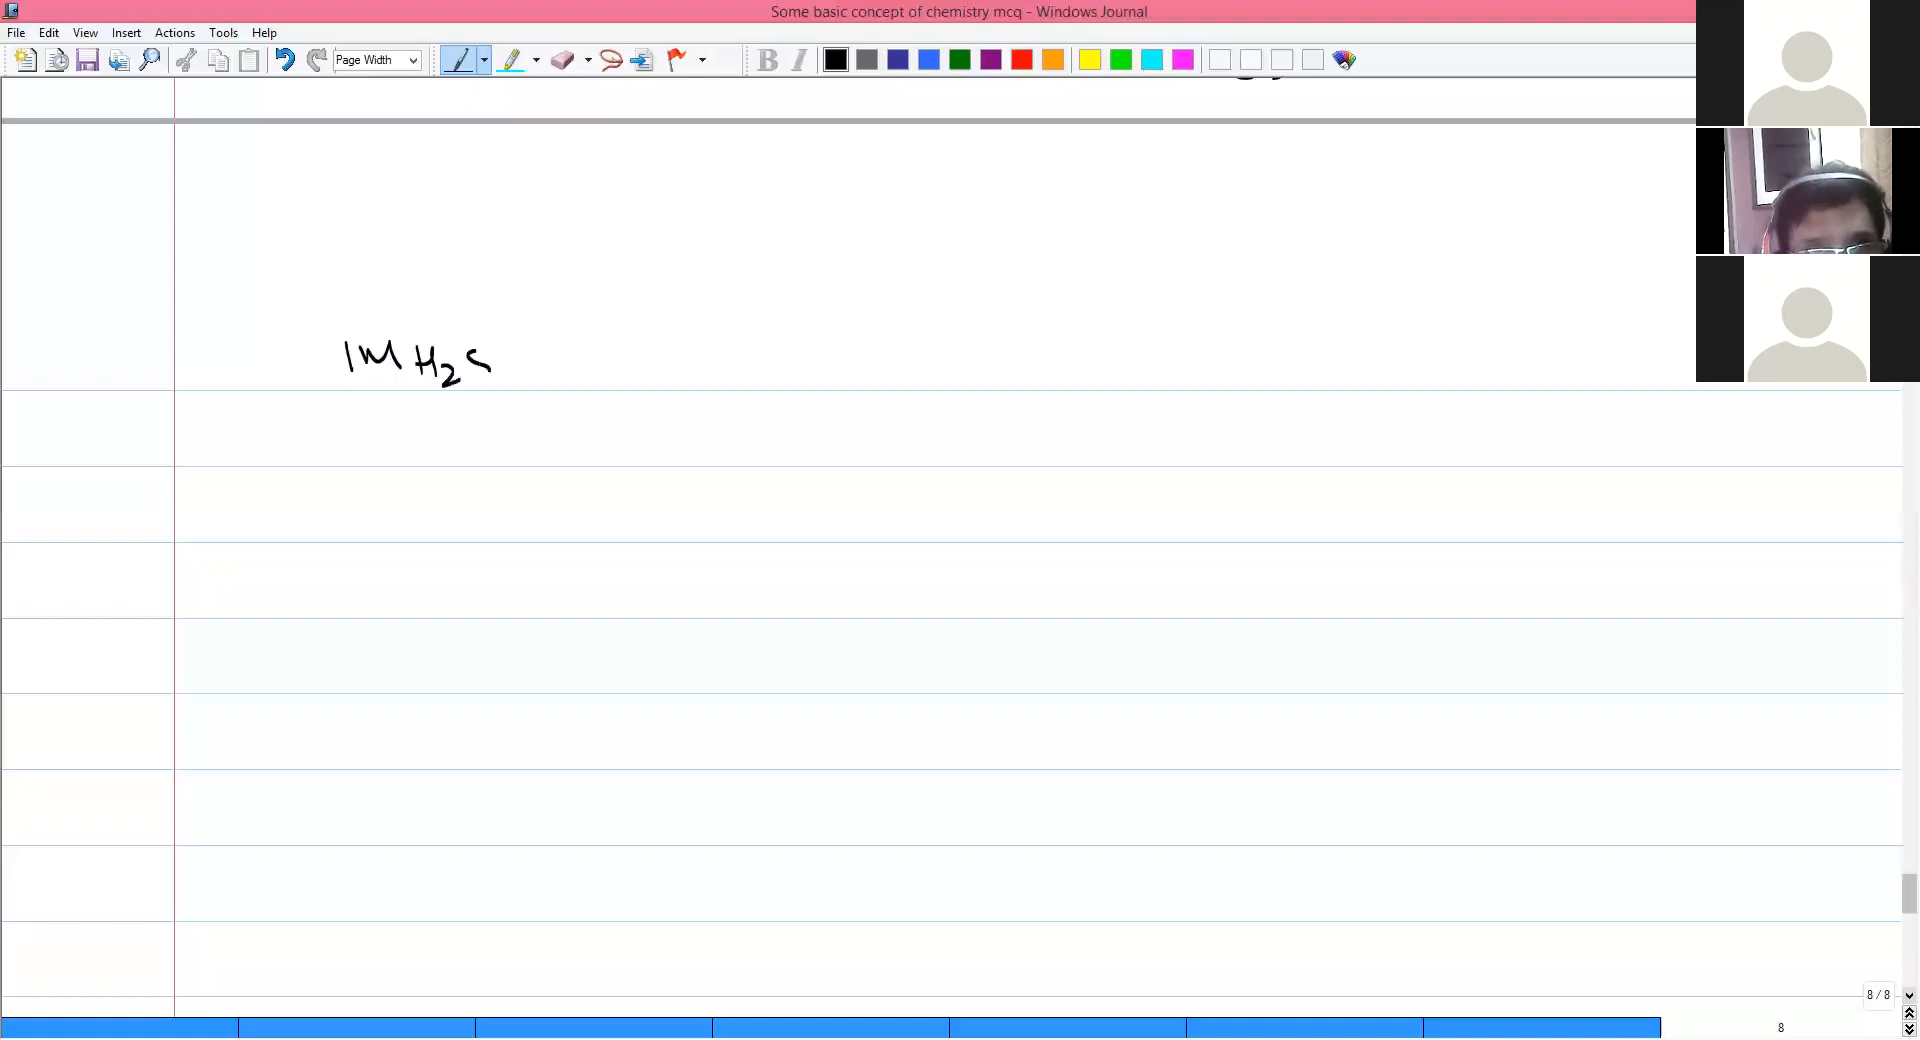 Some basic concept of chemistry mcq - Windows Journal
File Edit View Insert Actions Tools Help
Page Width B I
1M H2S
8 / 8
8